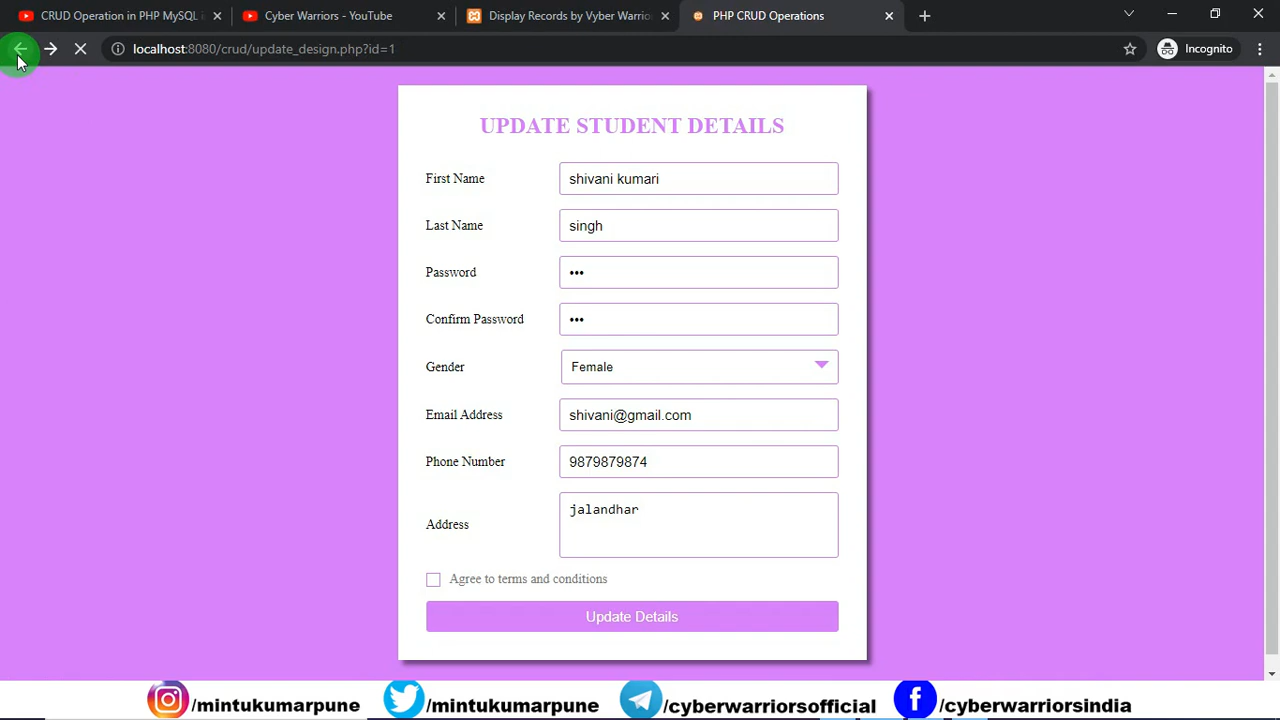 CRUD Operation in PHP MySQL i
Cyber Warriors - YouTube
Display Records by Vyber Warrio
PHP CRUD Operations
localhost:8080/crud/update_design.php?id=1
Incognito
UPDATE STUDENT DETAILS
First Name
shivani kumari
Last Name
singh
Password
•••
Confirm Password
•••
Gender
Female
Email Address
shivani@gmail.com
Phone Number
9879879874
Address
jalandhar
Agree to terms and conditions
Update Details
/mintukumarpune
/mintukumarpune
/cyberwarriorsofficial
/cyberwarriorsindia